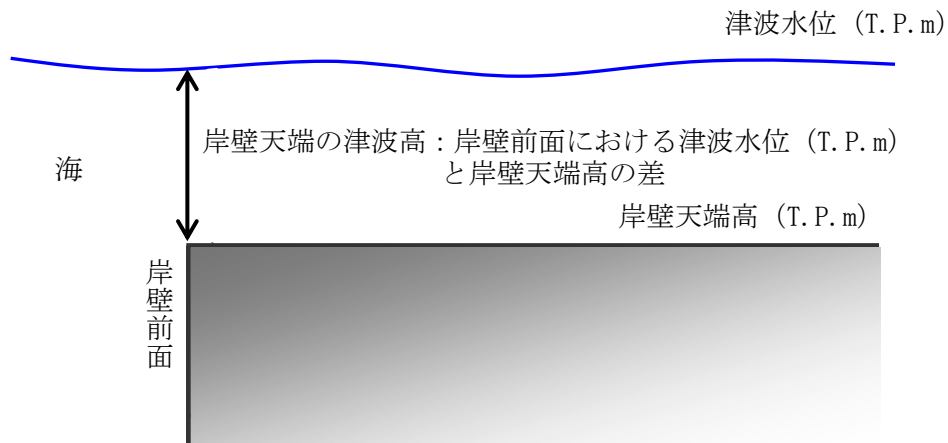 津波水位 (T.P.m)
岸壁天端の津波高：岸壁前面における津波水位 (T.P.m)
と岸壁天端高の差
海
岸壁天端高 (T.P.m)
岸壁前面